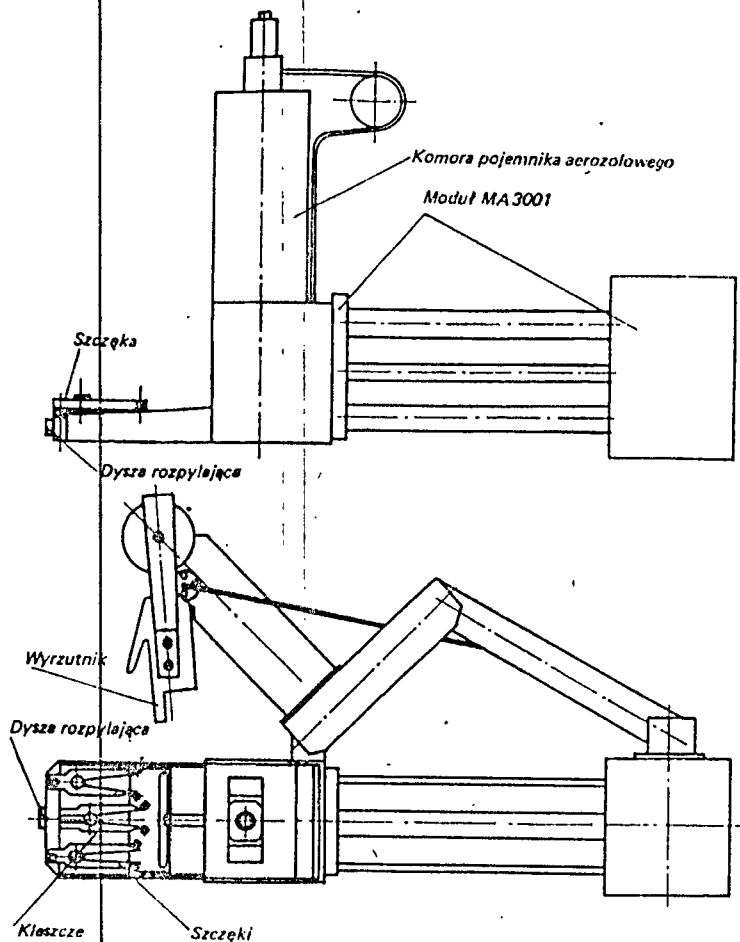 Komora pojemnika aerozolowego
Moduł MA3001
Szczęka
Dysza rozpylająca
Wyrzutnik
Dysza rozpylająca
Kleszcze
Szczęki